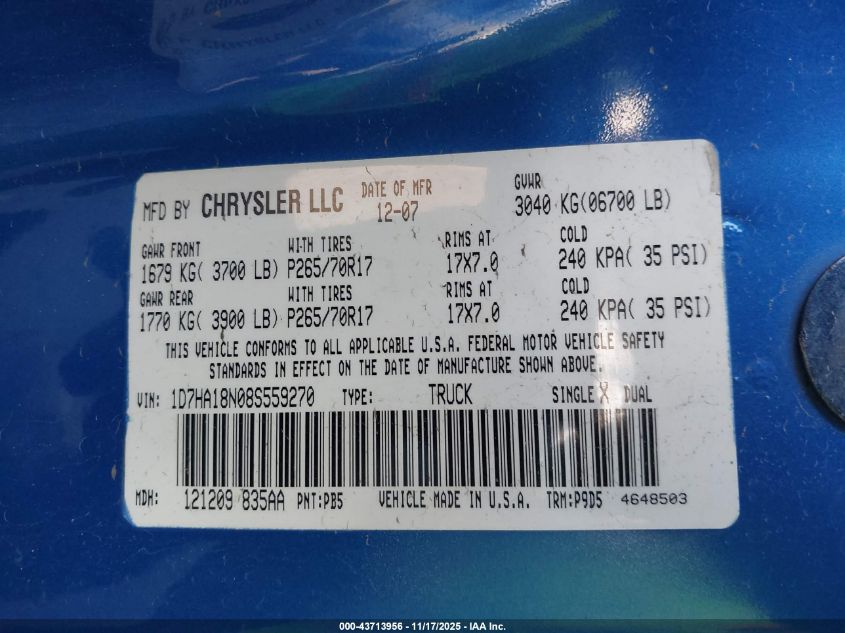 MFD BY CHRYSLER LLC DATE OF MFR 12-07 GVWR 3040 KG(06700 LB)
GAWR FRONT WITH TIRES RIMS AT COLD
1679 KG( 3700 LB) P265/70R17 17X7.0 240 KPA( 35 PSI)
GAWR REAR WITH TIRES RIMS AT COLD
1770 KG( 3900 LB) P265/70R17 17X7.0 240 KPA( 35 PSI)
THIS VEHICLE CONFORMS TO ALL APPLICABLE U.S.A. FEDERAL MOTOR VEHICLE SAFETY
STANDARDS IN EFFECT ON THE DATE OF MANUFACTURE SHOWN ABOVE.
VIN: 1D7HA18N08S559270 TYPE: TRUCK SINGLE X DUAL
MDH: 121209 835AA PNT:PB5 VEHICLE MADE IN U.S.A. TRM:P9D5 4648503
000-43713956 - 11/17/2025 - IAA Inc.